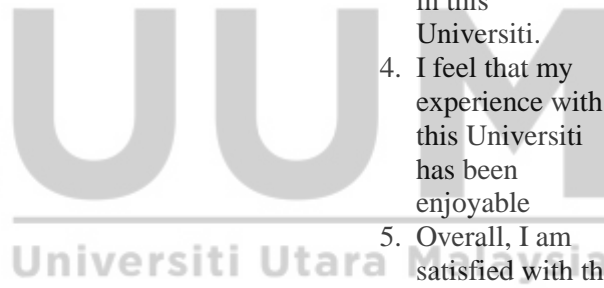 in this
Universiti.
4. I feel that my
experience with
this Universiti
has been
enjoyable
5. Overall, I am
satisfied with th
UUM
Universiti Utara Malaysia